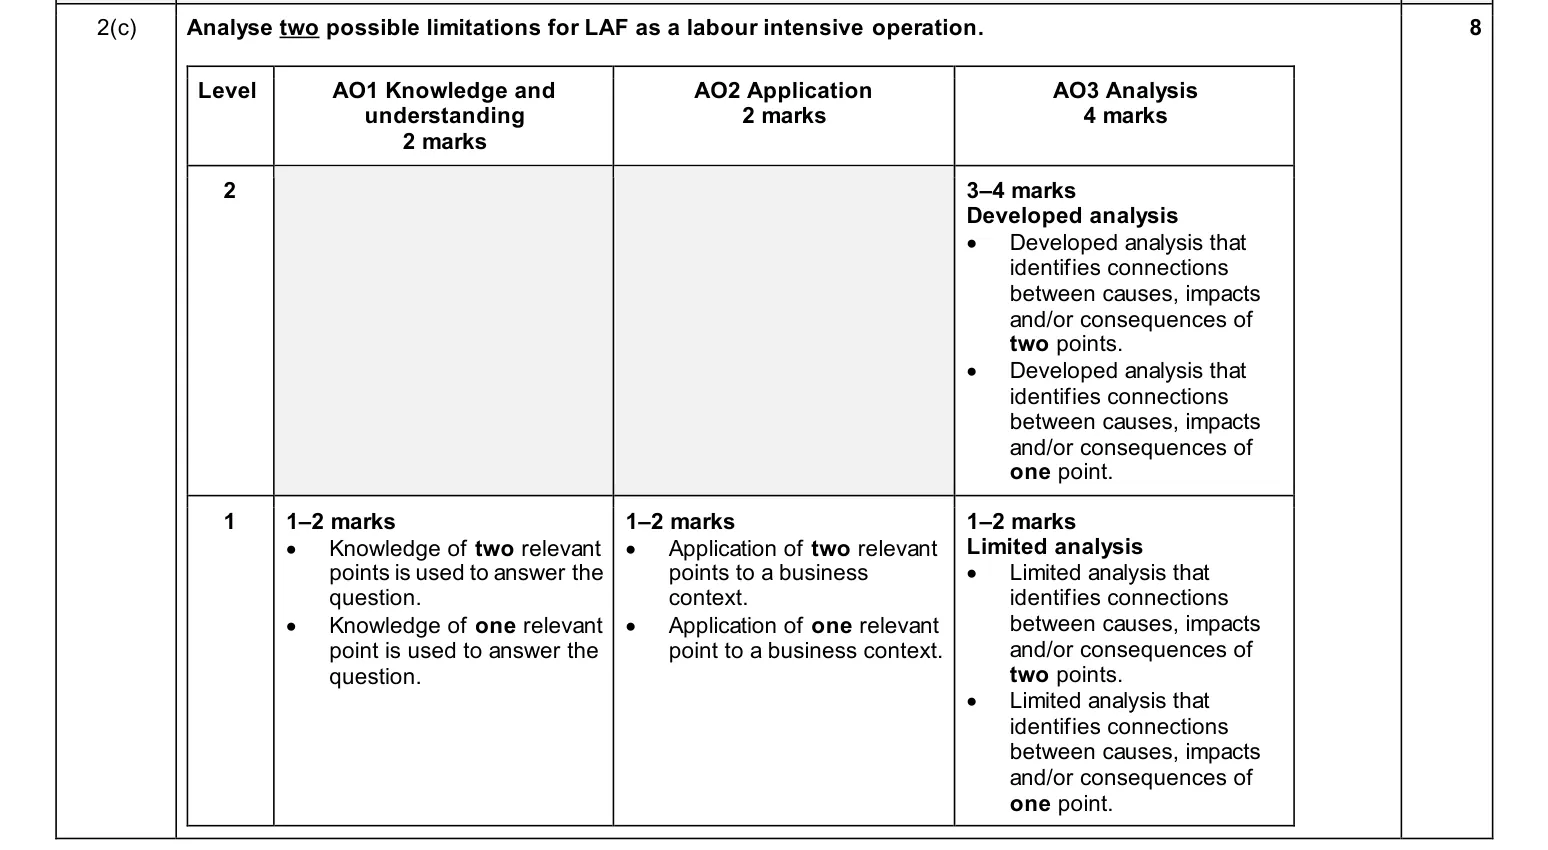 2(c)
Analyse two possible limitations for LAF as a labour intensive operation.
8
Level
AO1 Knowledge and
understanding
2 marks
AO2 Application
2 marks
AO3 Analysis
4 marks
2
3–4 marks
Developed analysis
• Developed analysis that
identifies connections
between causes, impacts
and/or consequences of
two points.
• Developed analysis that
identifies connections
between causes, impacts
and/or consequences of
one point.
1
1–2 marks
• Knowledge of two relevant
points is used to answer the
question.
• Knowledge of one relevant
point is used to answer the
question.
1–2 marks
• Application of two relevant
points to a business
context.
• Application of one relevant
point to a business context.
1–2 marks
Limited analysis
• Limited analysis that
identifies connections
between causes, impacts
and/or consequences of
two points.
• Limited analysis that
identifies connections
between causes, impacts
and/or consequences of
one point.